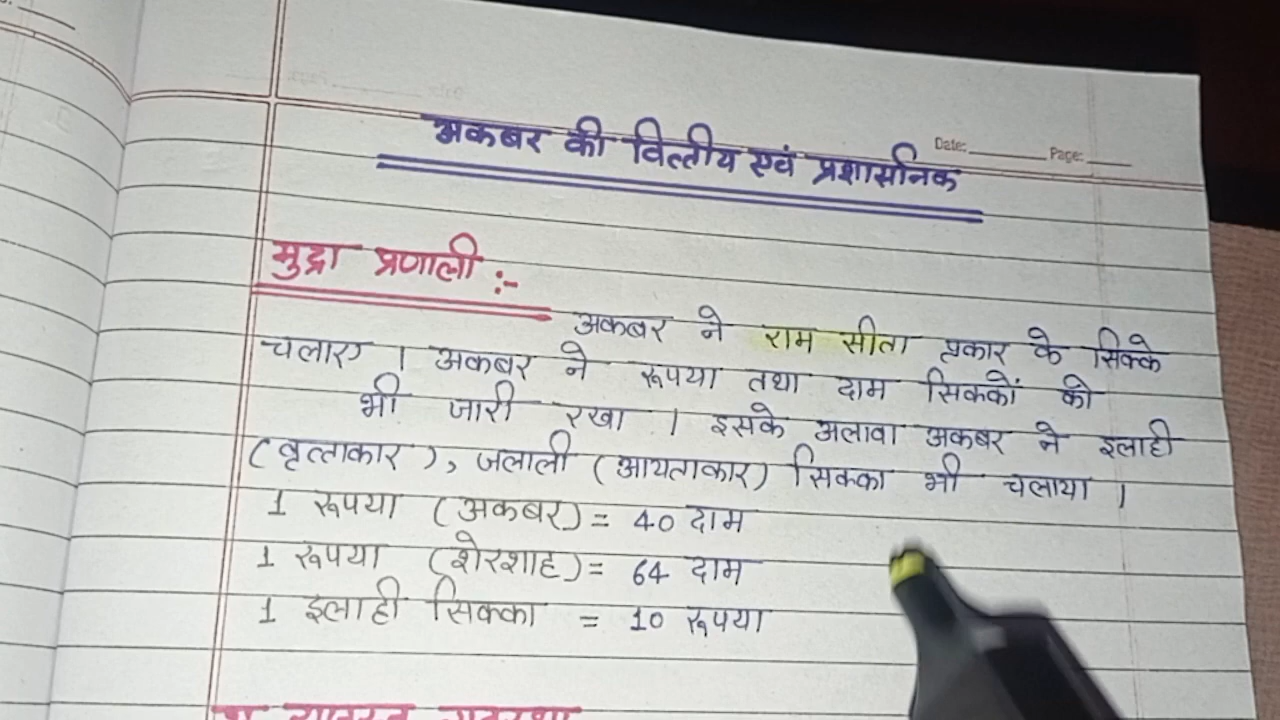 Date: Page:
अकबर की वित्तीय एवं प्रशासनिक
मुद्रा प्रणाली :-
अकबर ने राम सीता प्रकार के सिक्के
चलाए । अकबर ने रूपया तथा दाम सिक्कों को
भी जारी रखा । इसके अलावा अकबर ने इलाही
(वृत्ताकार), जलाली (आयताकार) सिक्का भी चलाया ।
1 रूपया (अकबर) = 40 दाम
1 रूपया (शेरशाह) = 64 दाम
1 इलाही सिक्का = 10 रूपया